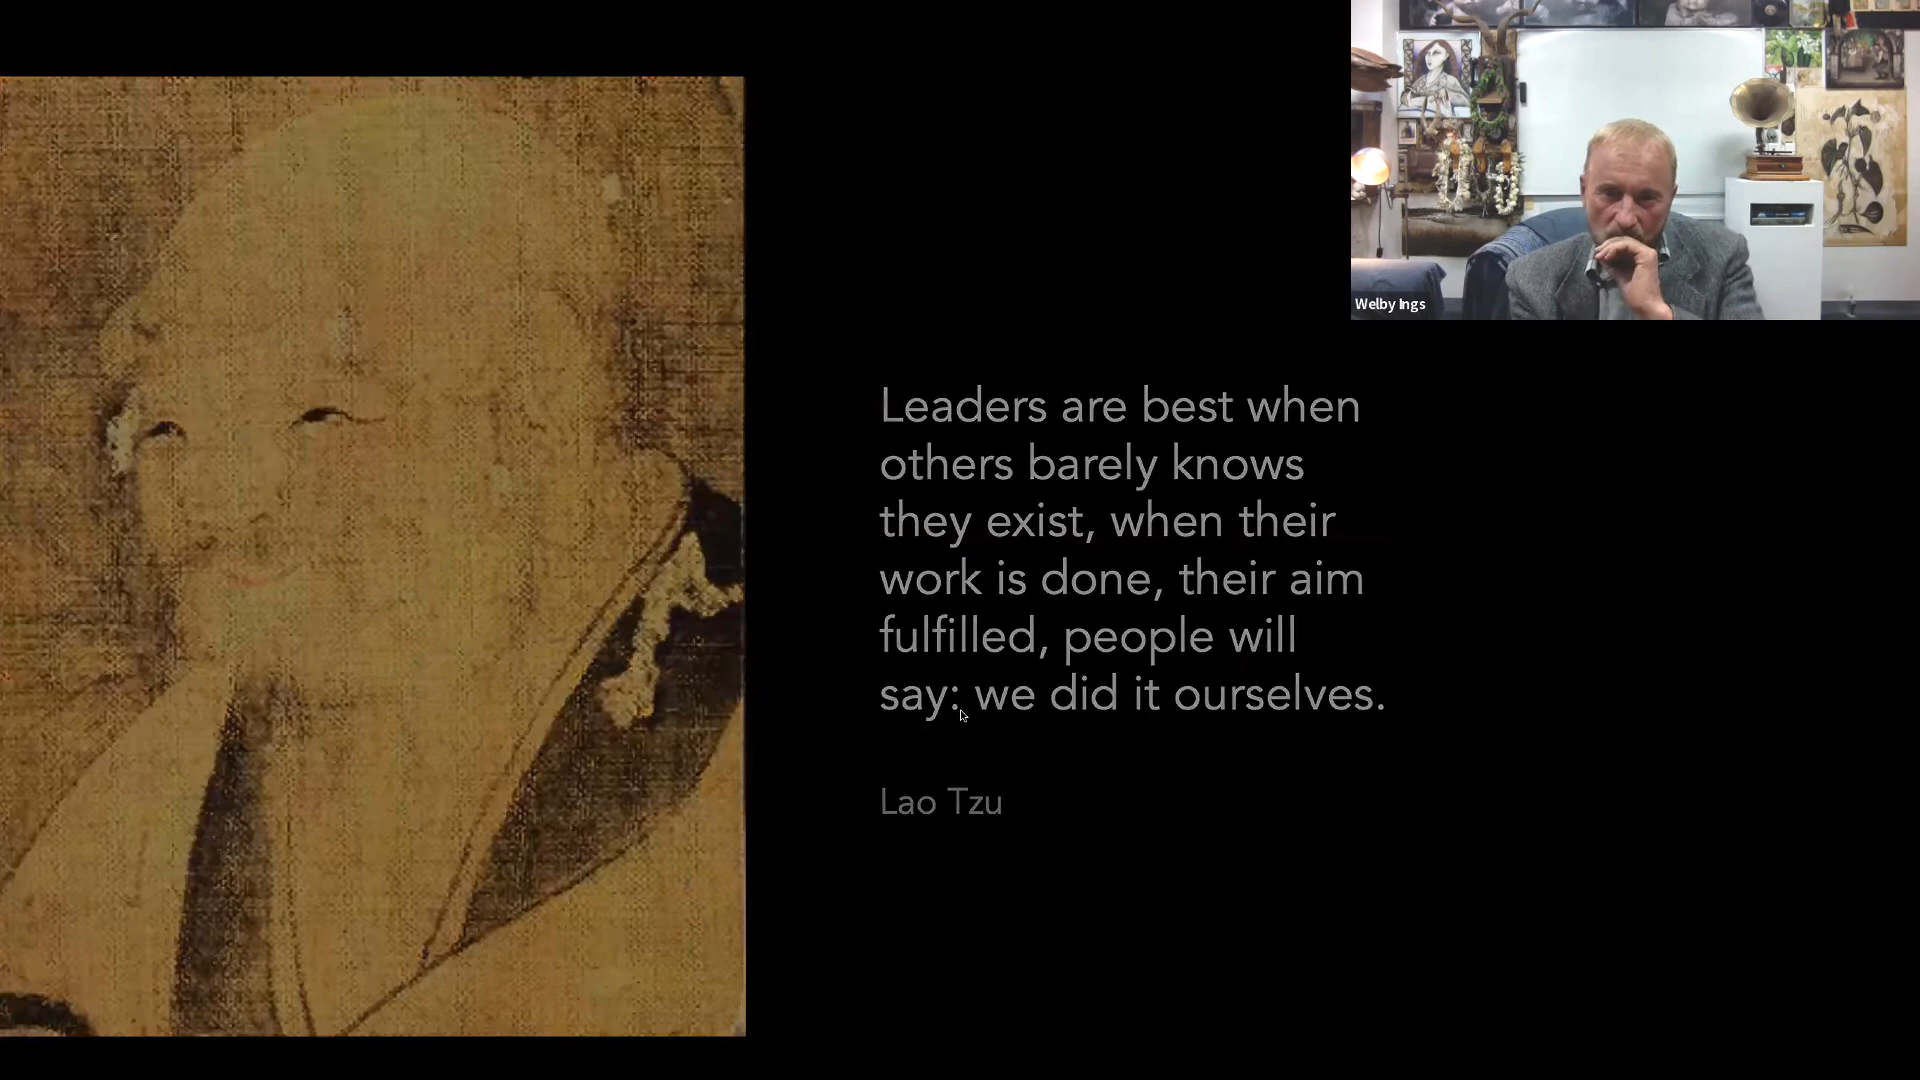 Welby Ings
Leaders are best when
others barely knows
they exist, when their
work is done, their aim
fulfilled, people will
say: we did it ourselves.
Lao Tzu